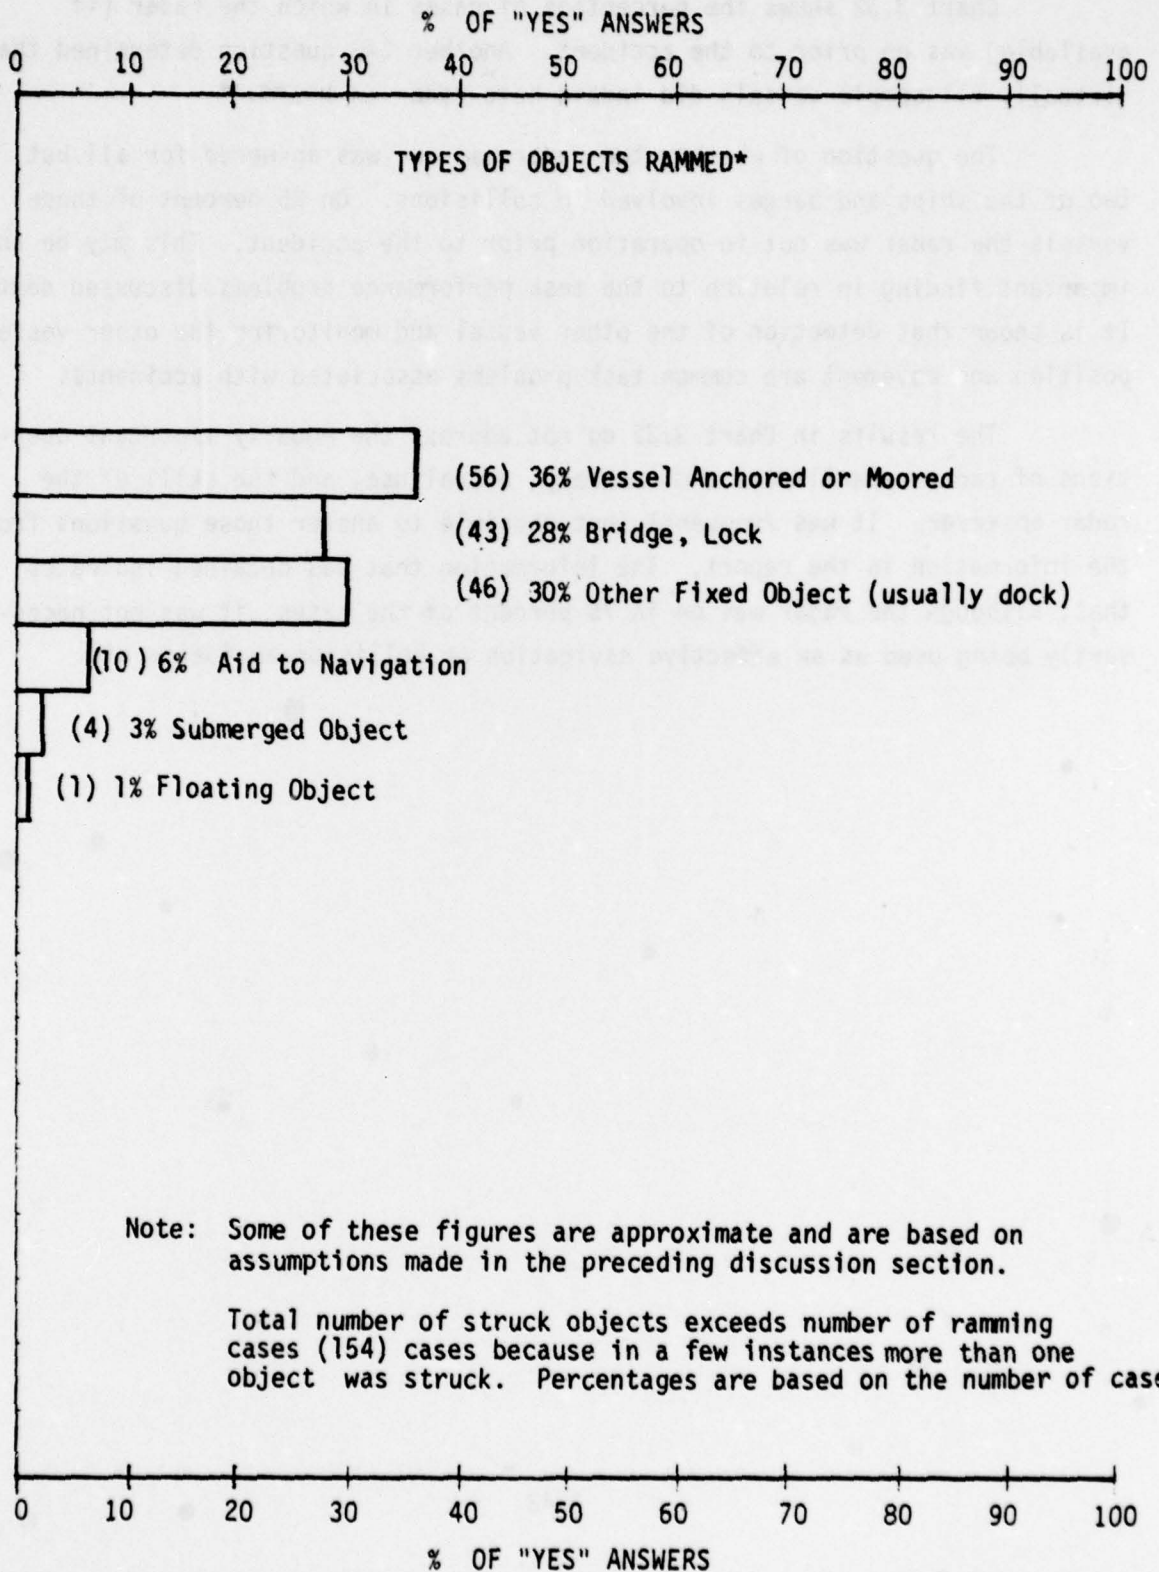 % OF "YES" ANSWERS
0 10 20 30 40 50 60 70 80 90 100
TYPES OF OBJECTS RAMMED*
(56) 36% Vessel Anchored or Moored
(43) 28% Bridge, Lock
(46) 30% Other Fixed Object (usually dock)
(10) 6% Aid to Navigation
(4) 3% Submerged Object
(1) 1% Floating Object
Note: Some of these figures are approximate and are based on
assumptions made in the preceding discussion section.
Total number of struck objects exceeds number of ramming
cases (154) cases because in a few instances more than one
object was struck. Percentages are based on the number of case
0 10 20 30 40 50 60 70 80 90 100
% OF "YES" ANSWERS